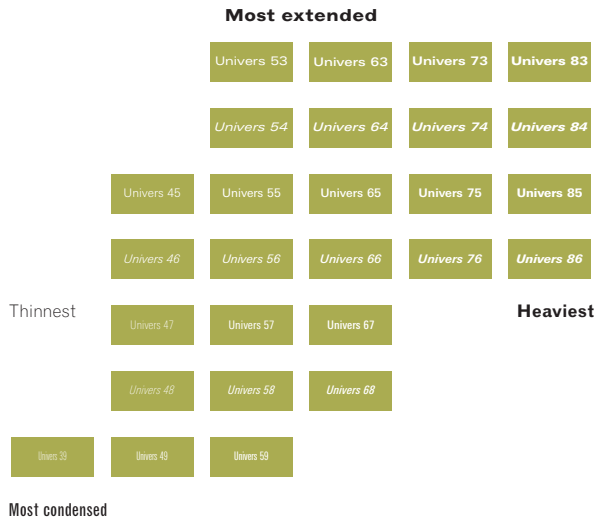 Most extended
Univers 53 Univers 63 Univers 73 Univers 83
Univers 54 Univers 64 Univers 74 Univers 84
Univers 45 Univers 55 Univers 65 Univers 75 Univers 85
Univers 46 Univers 56 Univers 66 Univers 76 Univers 86
Thinnest Univers 47 Univers 57 Univers 67 Heaviest
Univers 48 Univers 58 Univers 68
Univers 39 Univers 49 Univers 59
Most condensed